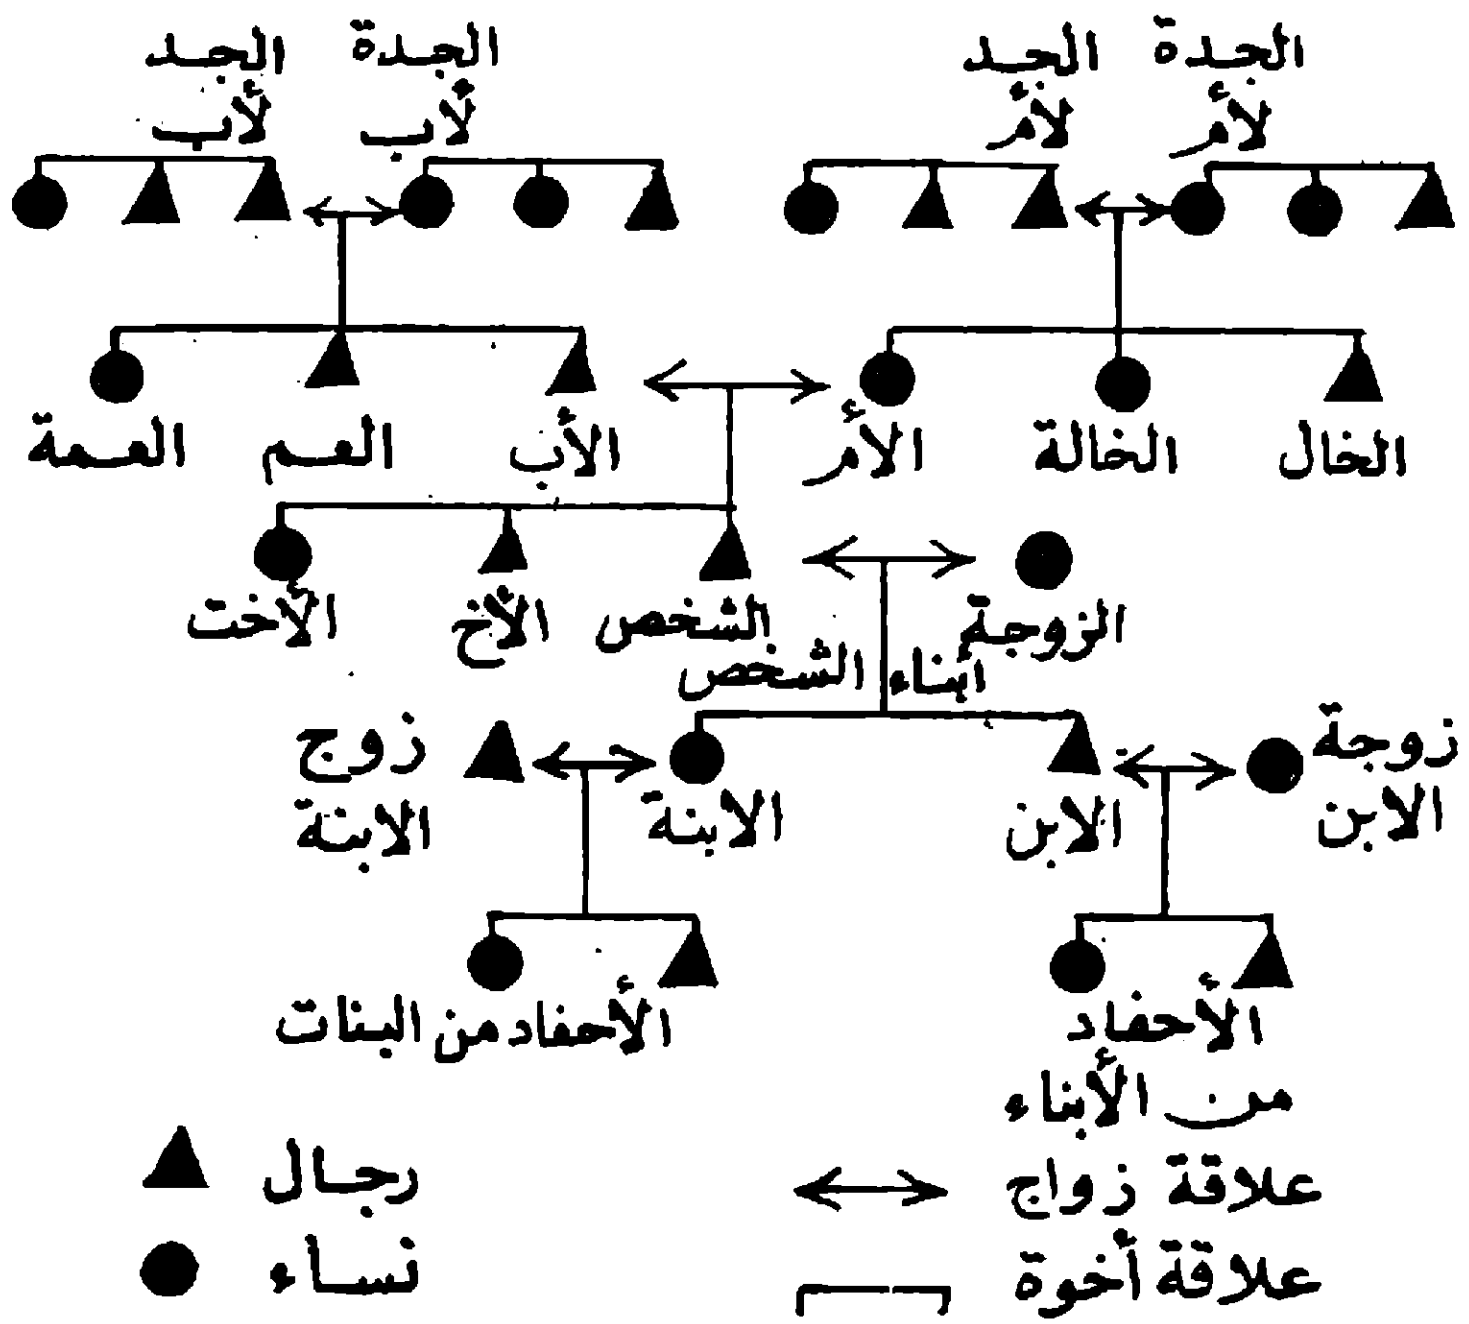 الجدة لأم
الجد لأم
الجدة لأب
الجد لأب
الخال
الخالة
الأم
الأب
العم
العمة
الزوجة
الشخص
الأخ
الأخت
أبناء الشخص
زوجة الابن
الابن
الابنة
زوج الابنة
الأحفاد
من الأبناء
الأحفاد من البنات
علاقة زواج
رجال
علاقة أخوة
نساء